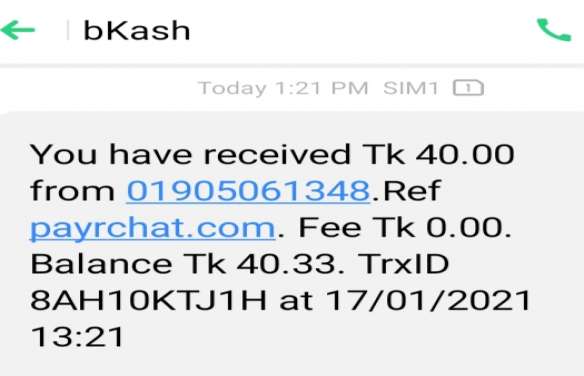 bKash
Today 1:21 PM SIM1 1
You have received Tk 40.00
from 01905061348.Ref
payrchat.com. Fee Tk 0.00.
Balance Tk 40.33. TrxID
8AH10KTJ1H at 17/01/2021
13:21